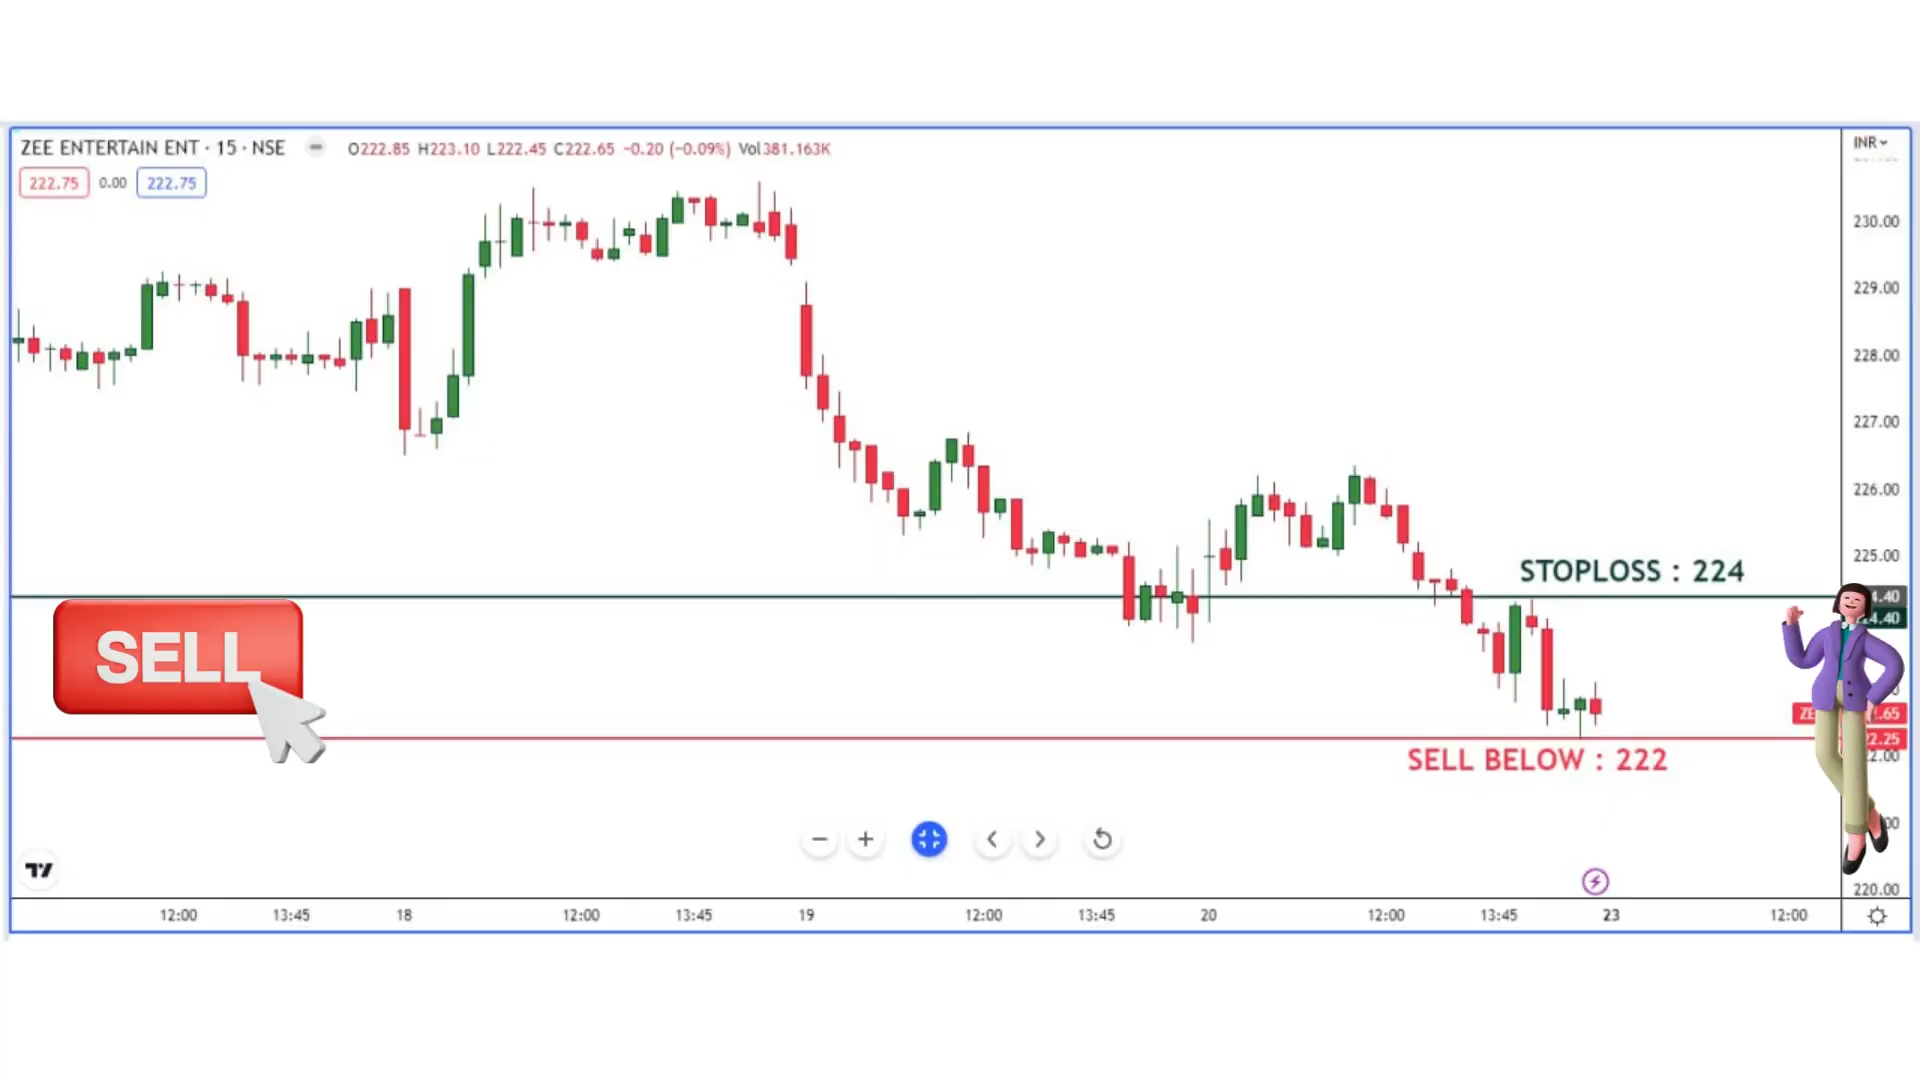 ZEE ENTERTAIN ENT · 15 · NSE O222.85 H223.10 L222.45 C222.65 −0.20 (−0.09%) Vol381.163K
INR
222.75 0.00 222.75
230.00
229.00
228.00
227.00
226.00
225.00
STOPLOSS : 224
SELL
SELL BELOW : 222
220.00
12:00 13:45 18 12:00 13:45 19 12:00 13:45 20 12:00 13:45 23 12:00